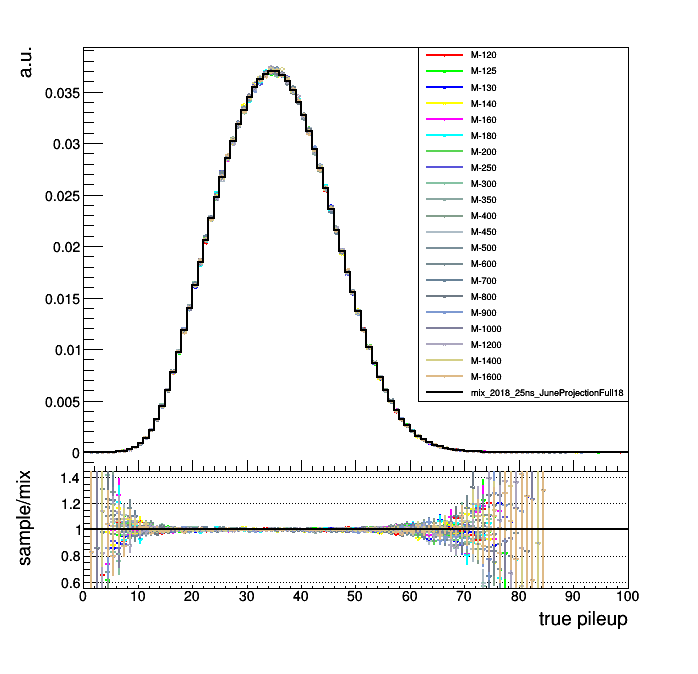 a.u.
0.035
0.03
0.025
0.02
0.015
0.01
0.005
0
M-120
M-125
M-130
M-140
M-160
M-180
M-200
M-250
M-300
M-350
M-400
M-450
M-500
M-600
M-700
M-800
M-900
M-1000
M-1200
M-1400
M-1600
mix_2018_25ns_JuneProjectionFull18
sample/mix
1.4
1.2
1
0.8
0.6
0 10 20 30 40 50 60 70 80 90 100
true pileup